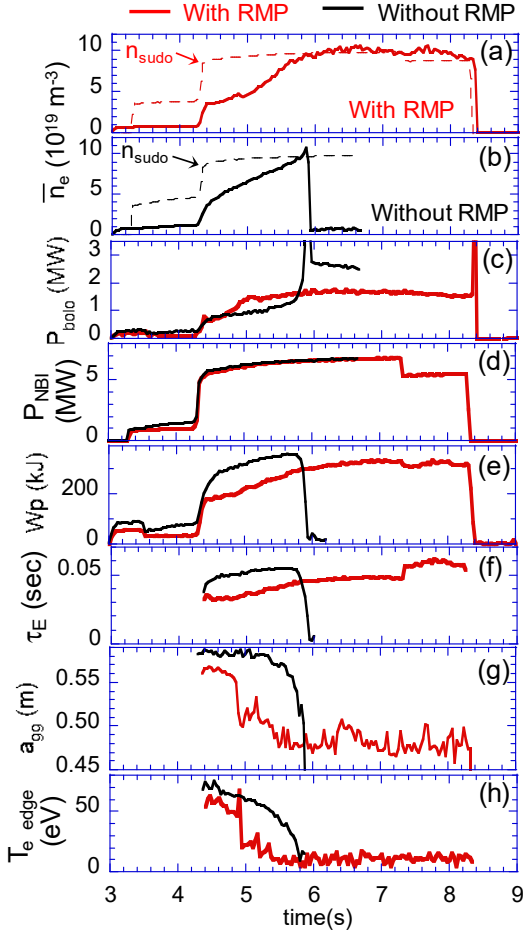 With RMP Without RMP
10 (a)
n_sudo
5
With RMP
0
n̄_e (10^19 m^-3)
10 (b)
n_sudo
5
Without RMP
0
3 (c)
2
1
0
P_bolo (MW)
(d)
5
0
P_NBI (MW)
(e)
200
Wp (kJ)
(f)
0.05
0
τ_E (sec)
(g)
0.55
0.50
0.45
a_99 (m)
(h)
50
0
T_e edge (eV)
3 4 5 6 7 8 9
time(s)